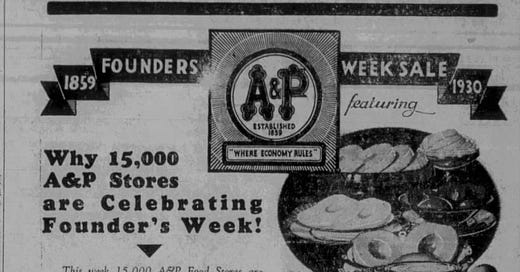 1859 FOUNDERS WEEK SALE 1930
A&P
ESTABLISHED
1859
"WHERE ECONOMY RULES"
featuring
Why 15,000
A&P Stores
are Celebrating
Founder's Week!
This week 15,000 A&P Food Stores are